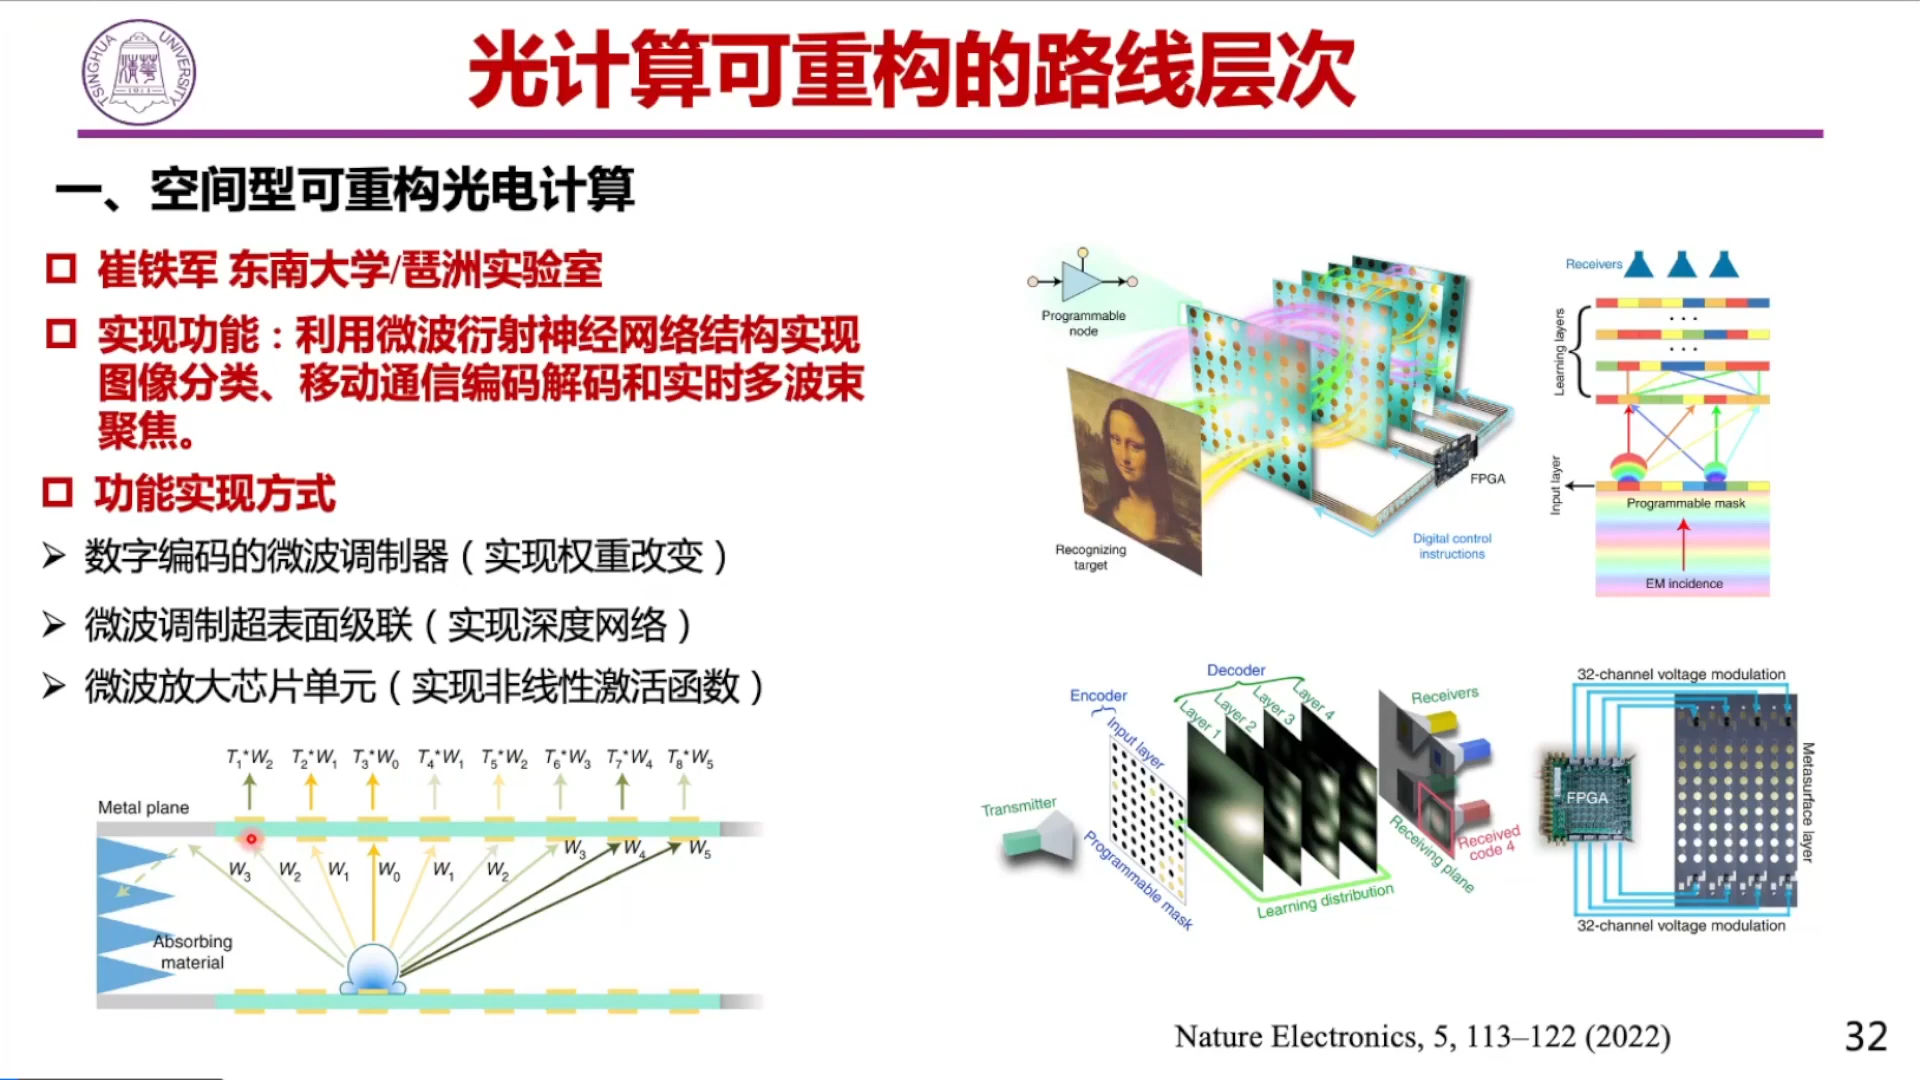 TSINGHUA UNIVERSITY
清華
1911
光计算可重构的路线层次
一、空间型可重构光电计算
崔铁军 东南大学/琶洲实验室
实现功能：利用微波衍射神经网络结构实现
图像分类、移动通信编码解码和实时多波束
聚焦。
功能实现方式
数字编码的微波调制器（实现权重改变）
微波调制超表面级联（实现深度网络）
微波放大芯片单元（实现非线性激活函数）
T₁*W₂ T₂*W₁ T₃*W₀ T₄*W₁ T₅*W₂ T₆*W₃ T₇*W₄ T₈*W₅
Metal plane
W₃ W₂ W₁ W₀ W₁ W₂ W₃ W₄ W₅
Absorbing
material
Programmable
node
Recognizing
target
FPGA
Digital control
instructions
Receivers
Learning layers
Input layer
Programmable mask
EM incidence
Transmitter
Encoder
Input layer
Programmable mask
Decoder
Layer 1
Layer 2
Layer 3
Layer 4
Learning distribution
Receivers
Receiving plane
Received
code 4
32-channel voltage modulation
FPGA
Metasurface layer
32-channel voltage modulation
Nature Electronics, 5, 113–122 (2022)
32